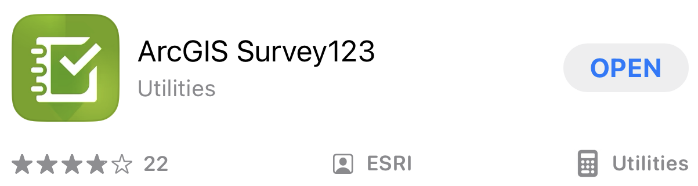 ArcGIS Survey123
Utilities
OPEN
22
ESRI
Utilities